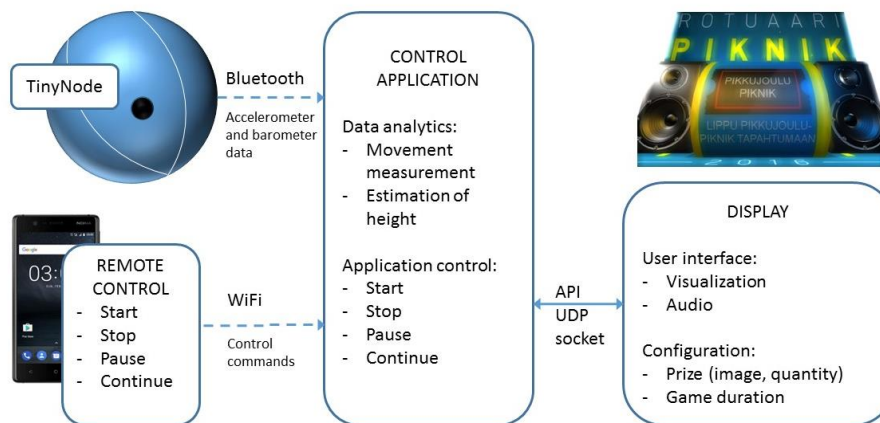 TinyNode
Bluetooth
Accelerometer
and barometer
data
REMOTE
CONTROL
- Start
- Stop
- Pause
- Continue
Google
WiFi
Control
commands
CONTROL
APPLICATION
Data analytics:
- Movement
measurement
- Estimation of
height
Application control:
- Start
- Stop
- Pause
- Continue
API
UDP
socket
ROTUAARI
PIKNIK
PIKKUJOULU
PIKNIK
LIPPU PIKKUJOULU-
PIKNIK TAPAHTUMAAN
2016
DISPLAY
User interface:
- Visualization
- Audio
Configuration:
- Prize (image, quantity)
- Game duration